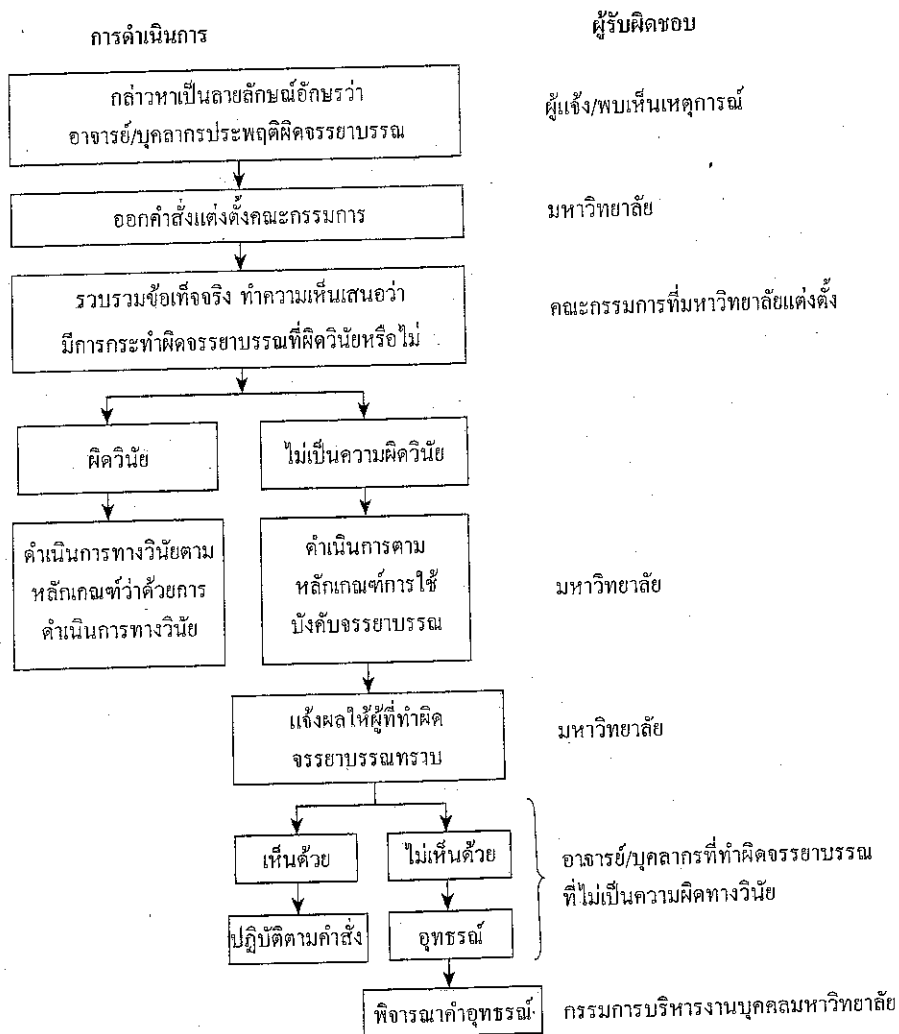 การดำเนินการ
ผู้รับผิดชอบ
กล่าวหาเป็นลายลักษณ์อักษรว่า
อาจารย์/บุคลากรประพฤติผิดจรรยาบรรณ
ผู้แจ้ง/พบเห็นเหตุการณ์
ออกคำสั่งแต่งตั้งคณะกรรมการ
มหาวิทยาลัย
รวบรวมข้อเท็จจริง ทำความเห็นเสนอว่า
มีการกระทำผิดจรรยาบรรณที่ผิดวินัยหรือไม่
คณะกรรมการที่มหาวิทยาลัยแต่งตั้ง
ผิดวินัย
ไม่เป็นความผิดวินัย
ดำเนินการทางวินัยตาม
หลักเกณฑ์ว่าด้วยการ
ดำเนินการทางวินัย
ดำเนินการตาม
หลักเกณฑ์การใช้
บังคับจรรยาบรรณ
มหาวิทยาลัย
แจ้งผลให้ผู้ที่ทำผิด
จรรยาบรรณทราบ
มหาวิทยาลัย
เห็นด้วย
ไม่เห็นด้วย
อาจารย์/บุคลากรที่ทำผิดจรรยาบรรณ
ที่ไม่เป็นความผิดทางวินัย
ปฏิบัติตามคำสั่ง
อุทธรณ์
พิจารณาคำอุทธรณ์
กรรมการบริหารงานบุคคลมหาวิทยาลัย